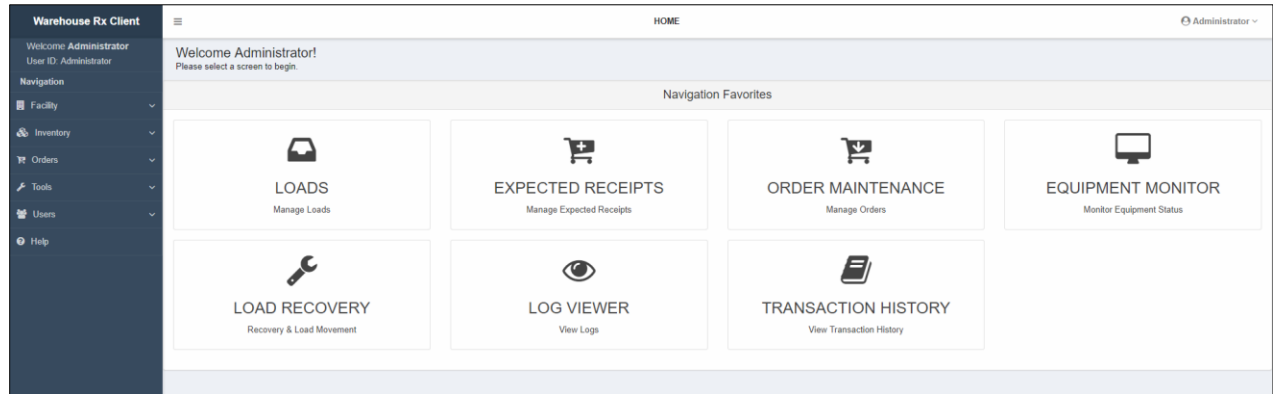 Warehouse Rx Client
HOME
Administrator
Welcome Administrator
User ID: Administrator
Navigation
Facility
Inventory
Orders
Tools
Users
Help
Welcome Administrator!
Please select a screen to begin.
Navigation Favorites
LOADS
Manage Loads
EXPECTED RECEIPTS
Manage Expected Receipts
ORDER MAINTENANCE
Manage Orders
EQUIPMENT MONITOR
Monitor Equipment Status
LOAD RECOVERY
Recovery & Load Movement
LOG VIEWER
View Logs
TRANSACTION HISTORY
View Transaction History